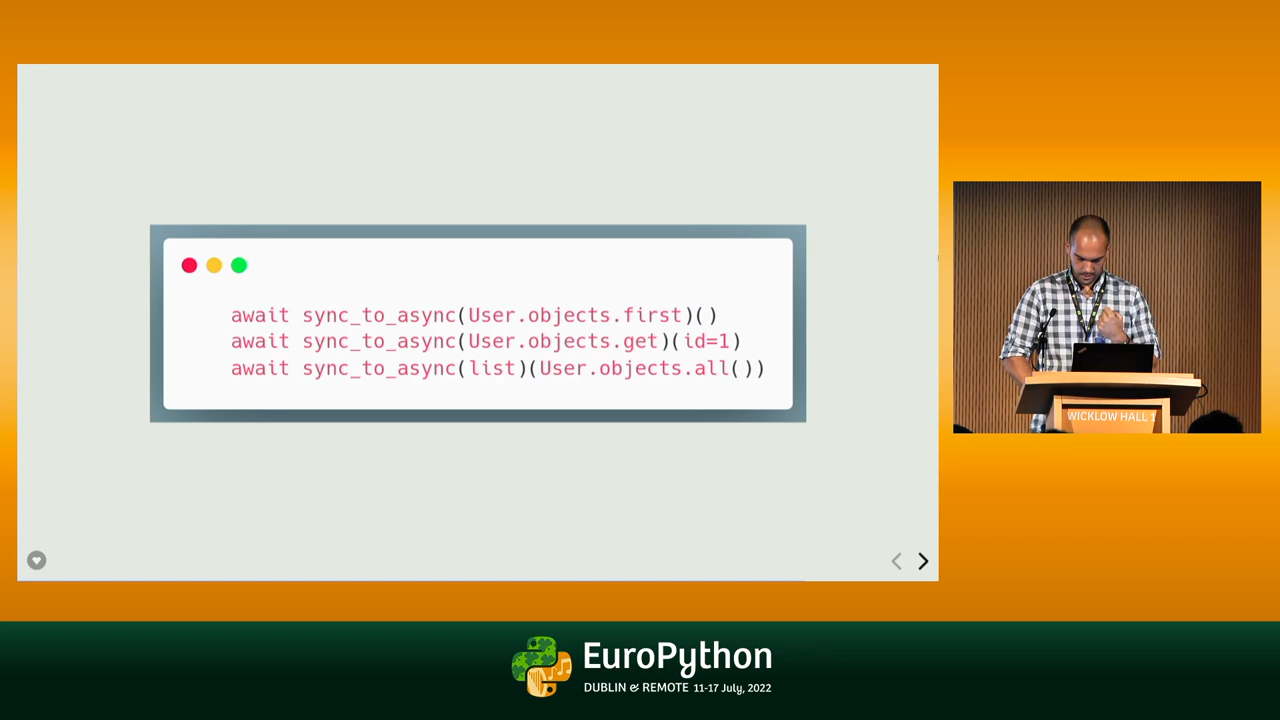 await sync_to_async(User.objects.first)()
await sync_to_async(User.objects.get)(id=1)
await sync_to_async(list)(User.objects.all())
WICKLOW HALL 1
EuroPython
DUBLIN & REMOTE 11-17 July, 2022